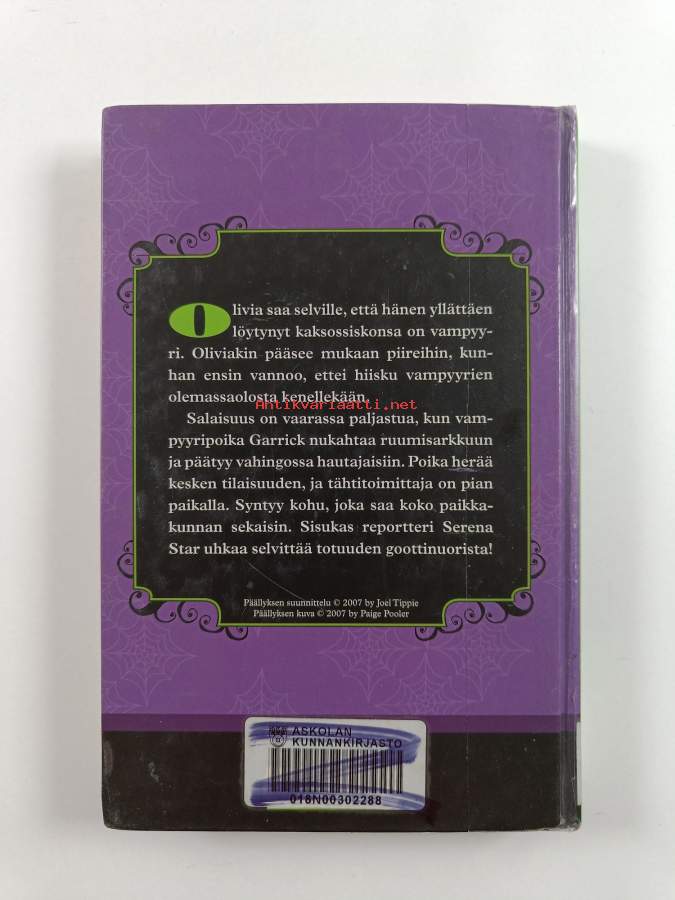 Olivia saa selville, että hänen yllättäen
löytynyt kaksossiskonsa on vampyy-
ri. Oliviakin pääsee mukaan piireihin, kun-
han ensin vannoo, ettei hiisku vampyyrien
olemassaolosta kenellekään.
Antikvariaatti.net
Salaisuus on vaarassa paljastua, kun vam-
pyyripoika Garrick nukahtaa ruumisarkkuun
ja päätyy vahingossa hautajaisiin. Poika herää
kesken tilaisuuden, ja tähtitoimittaja on pian
paikalla. Syntyy kohu, joka saa koko paikka-
kunnan sekaisin. Sisukas reportteri Serena
Star uhkaa selvittää totuuden goottinuorista!
Päällyksen suunnittelu © 2007 by Joel Tippie
Päällyksen kuva © 2007 by Paige Pooler
ASKOLAN
KUNNANKIRJASTO
018N00302288